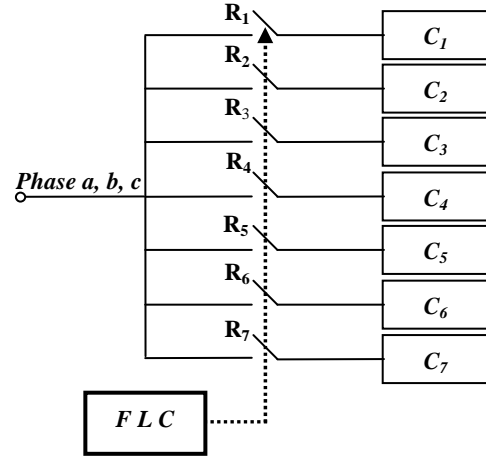 R₁
C₁
R₂
C₂
R₃
C₃
R₄
Phase a, b, c
C₄
R₅
C₅
R₆
C₆
R₇
C₇
F L C